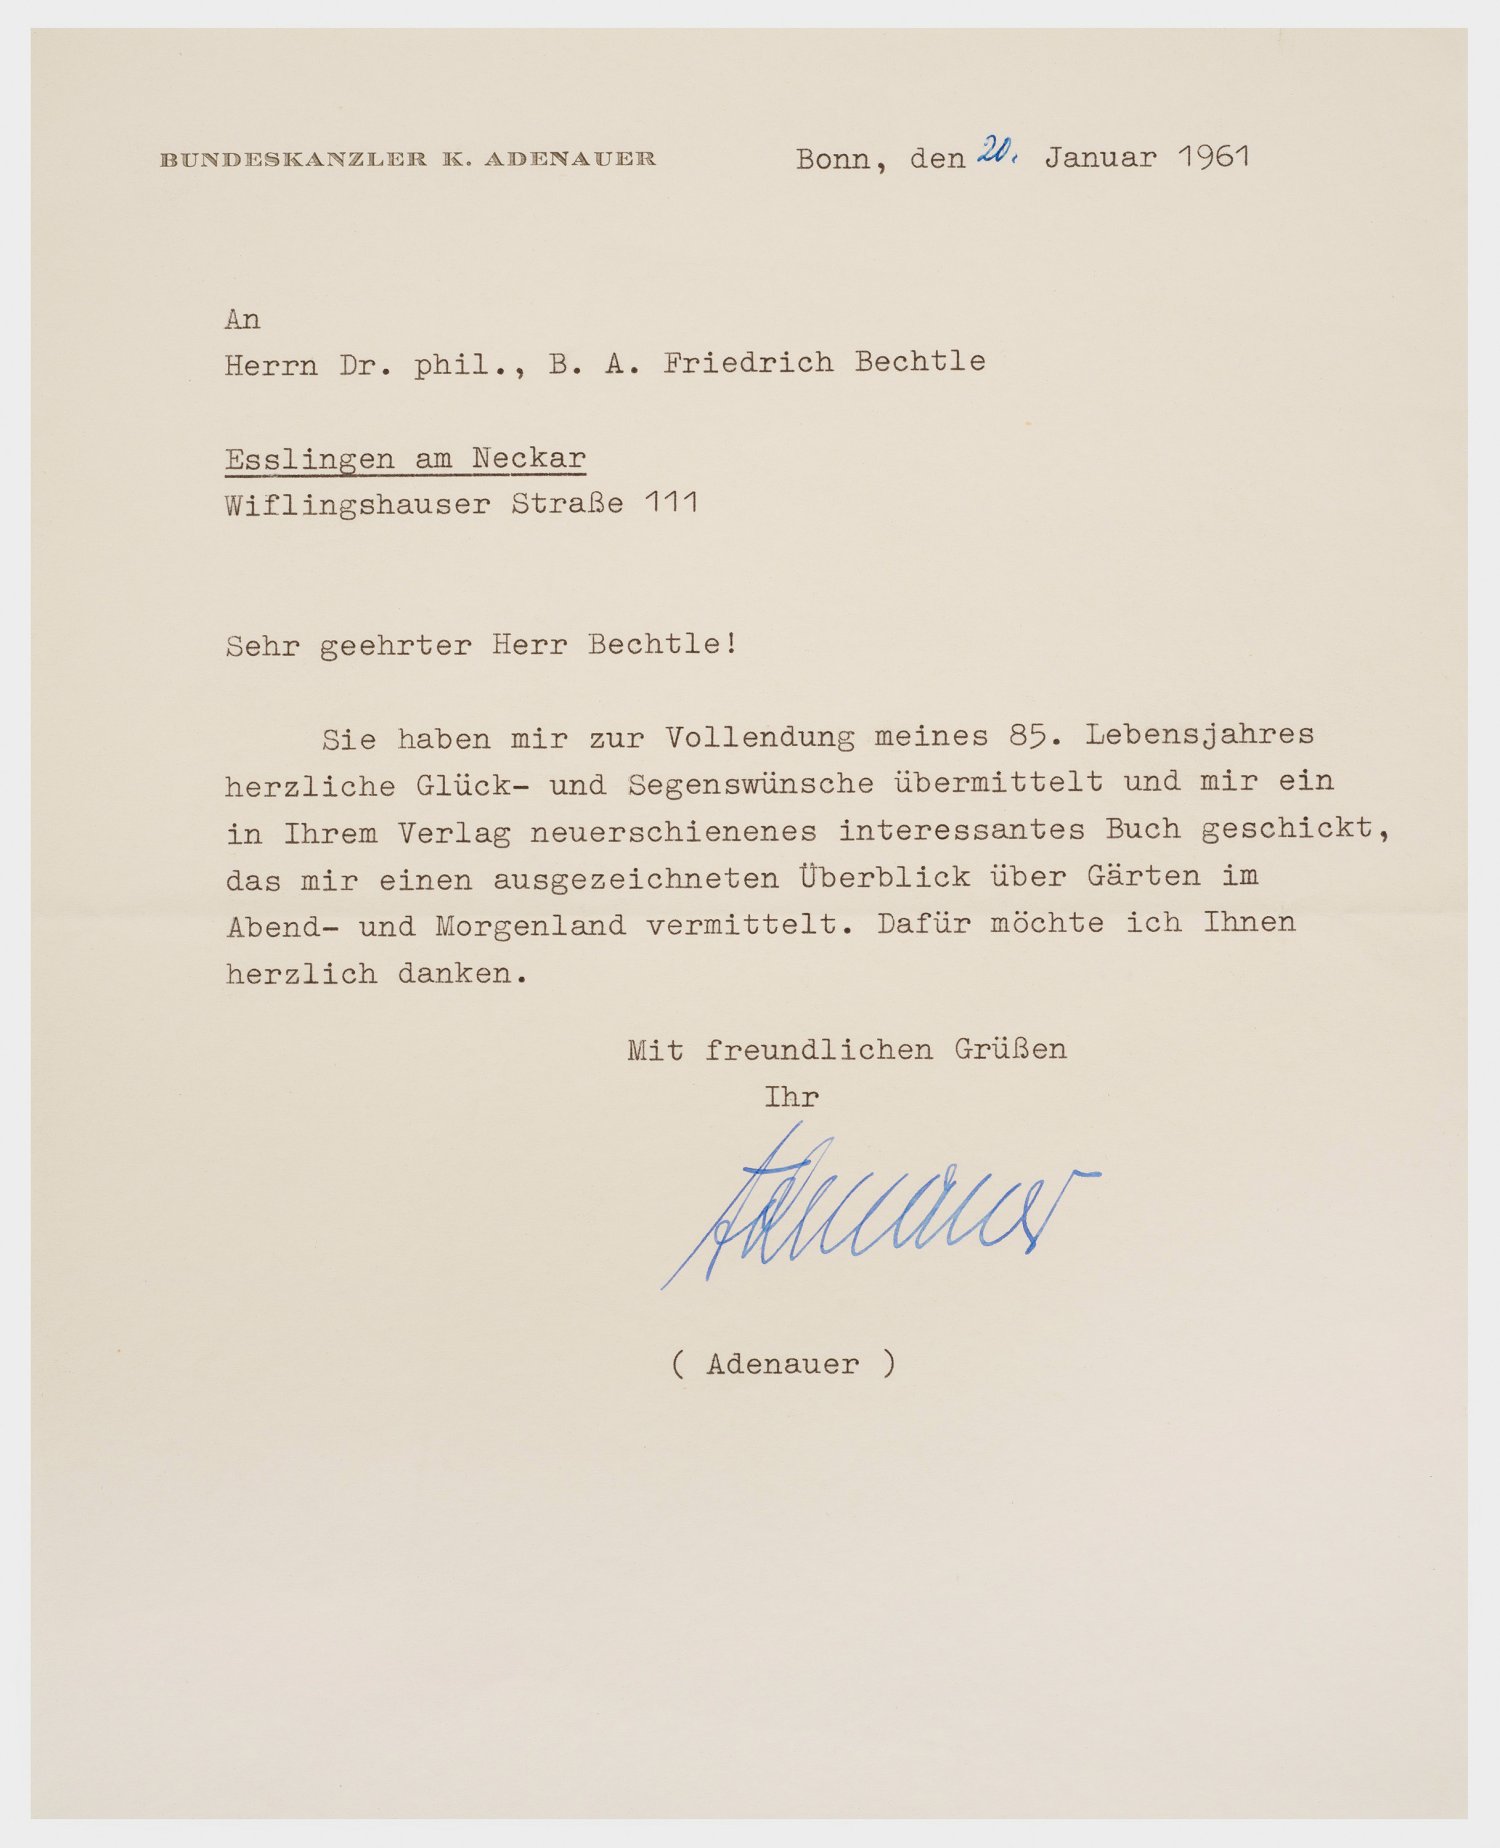 BUNDESKANZLER K. ADENAUER
Bonn, den 20. Januar 1961
An
Herrn Dr. phil., B. A. Friedrich Bechtle
Esslingen am Neckar
Wiflingshauser Straße 111
Sehr geehrter Herr Bechtle!
Sie haben mir zur Vollendung meines 85. Lebensjahres
herzliche Glück- und Segenswünsche übermittelt und mir ein
in Ihrem Verlag neuerschienenes interessantes Buch geschickt,
das mir einen ausgezeichneten Überblick über Gärten im
Abend- und Morgenland vermittelt. Dafür möchte ich Ihnen
herzlich danken.
Mit freundlichen Grüßen
Ihr
Adenauer
( Adenauer )